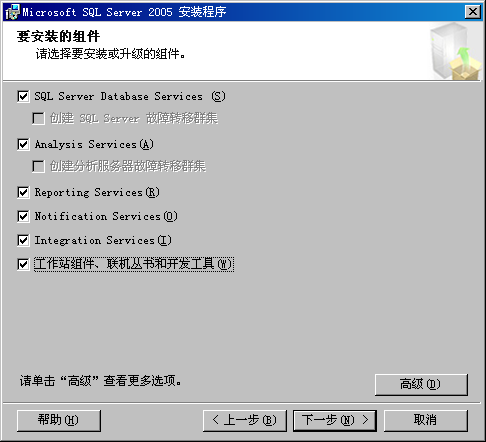 Microsoft SQL Server 2005 安装程序
要安装的组件
请选择要安装或升级的组件。
SQL Server Database Services (S)
创建 SQL Server 故障转移群集
Analysis Services(A)
创建分析服务器故障转移群集
Reporting Services(R)
Notification Services(O)
Integration Services(I)
工作站组件、联机丛书和开发工具(W)
请单击“高级”查看更多选项。
高级(D)
帮助(H)
< 上一步(B)
下一步(N) >
取消